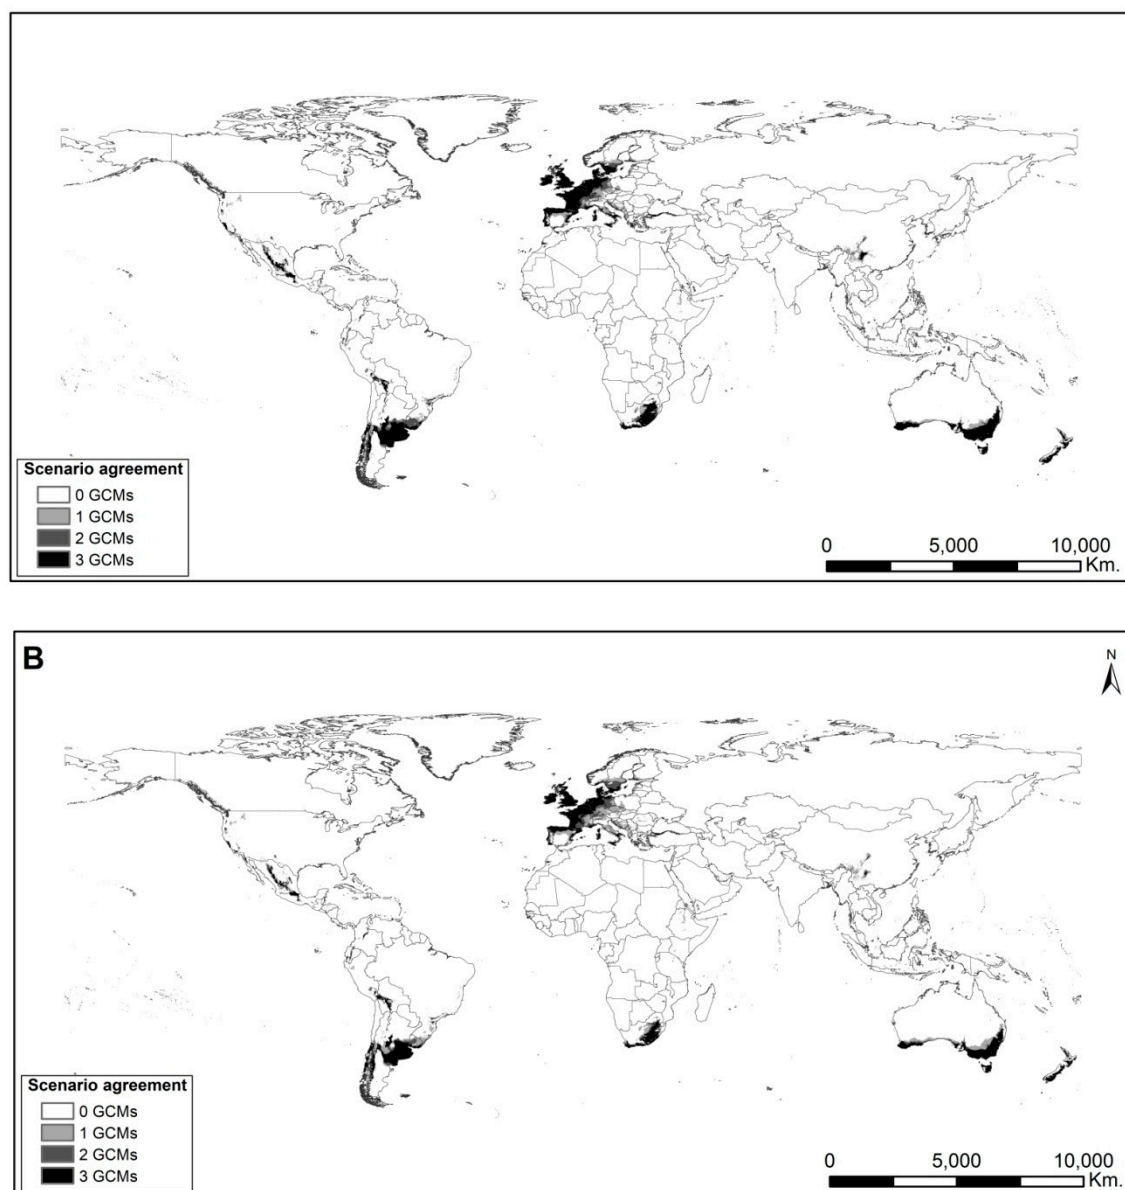 Scenario agreement
0 GCMs
1 GCMs
2 GCMs
3 GCMs
0 5,000 10,000
Km.
B
N
Scenario agreement
0 GCMs
1 GCMs
2 GCMs
3 GCMs
0 5,000 10,000
Km.